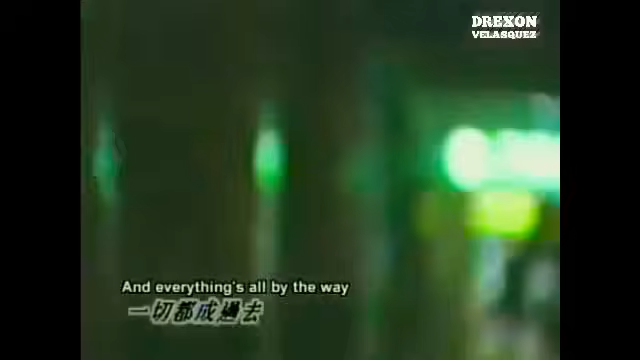 DREXON
VELASQUEZ
And everything's all by the way
一切都成過去